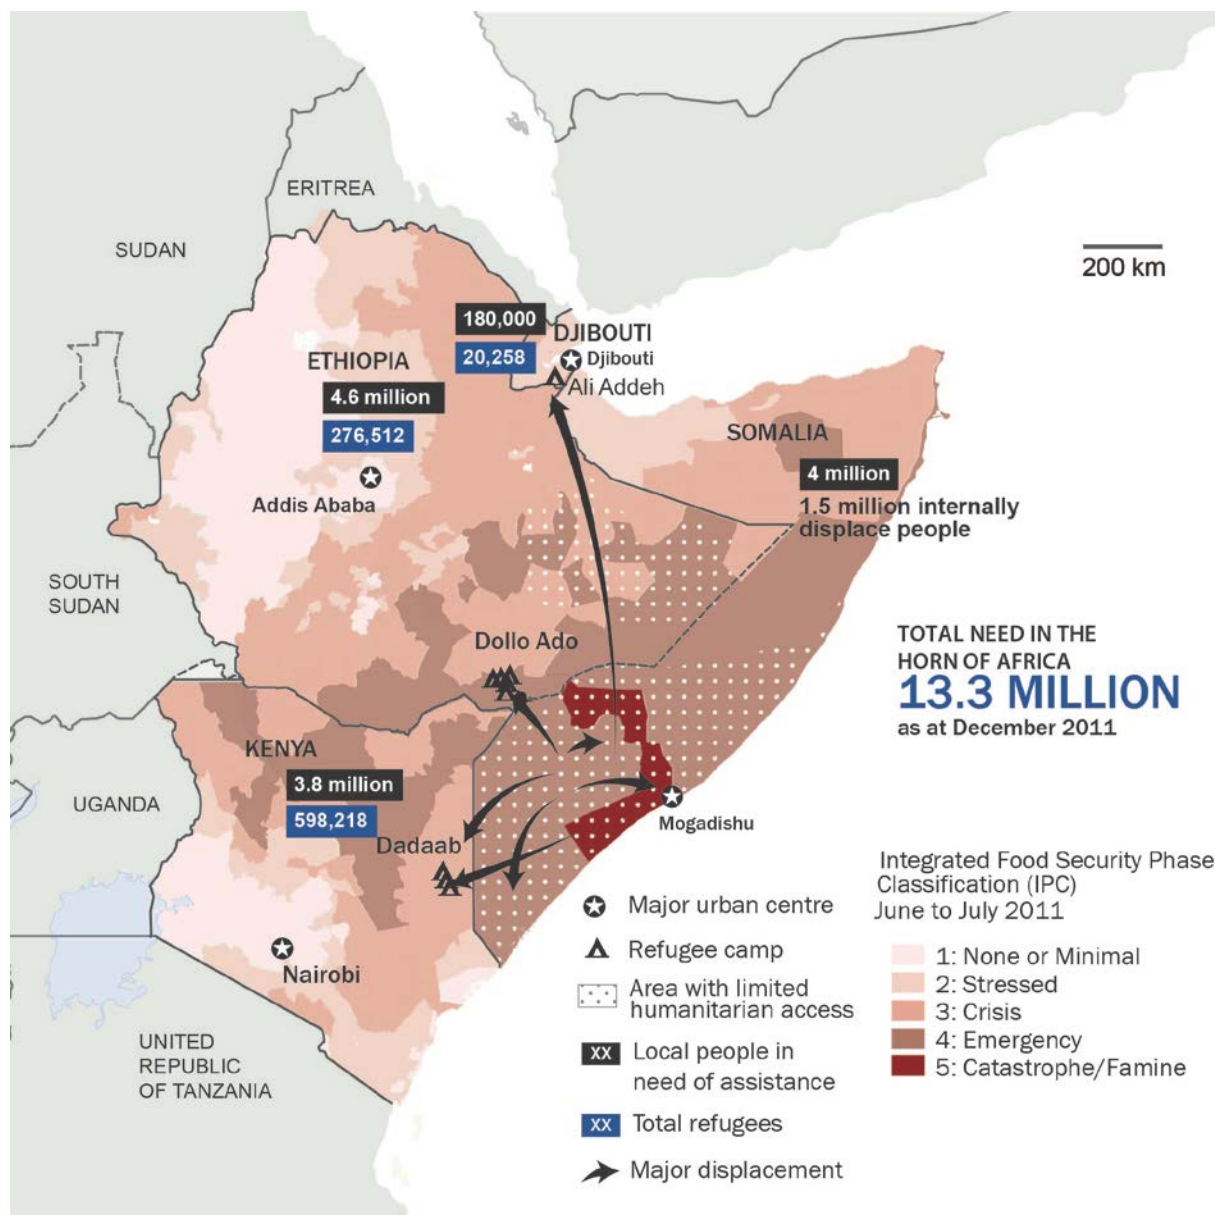 ERITREA
SUDAN
200 km
180,000
DJIBOUTI
20,258
Djibouti
ETHIOPIA
Ali Addeh
4.6 million
276,512
SOMALIA
4 million
Addis Ababa
1.5 million internally
displace people
SOUTH
SUDAN
Dollo Ado
TOTAL NEED IN THE
HORN OF AFRICA
13.3 MILLION
as at December 2011
KENYA
3.8 million
UGANDA
598,218
Mogadishu
Dadaab
Nairobi
UNITED
REPUBLIC
OF TANZANIA
Major urban centre
Refugee camp
Area with limited
humanitarian access
XX Local people in
need of assistance
XX Total refugees
Major displacement
Integrated Food Security Phase
Classification (IPC)
June to July 2011
1: None or Minimal
2: Stressed
3: Crisis
4: Emergency
5: Catastrophe/Famine